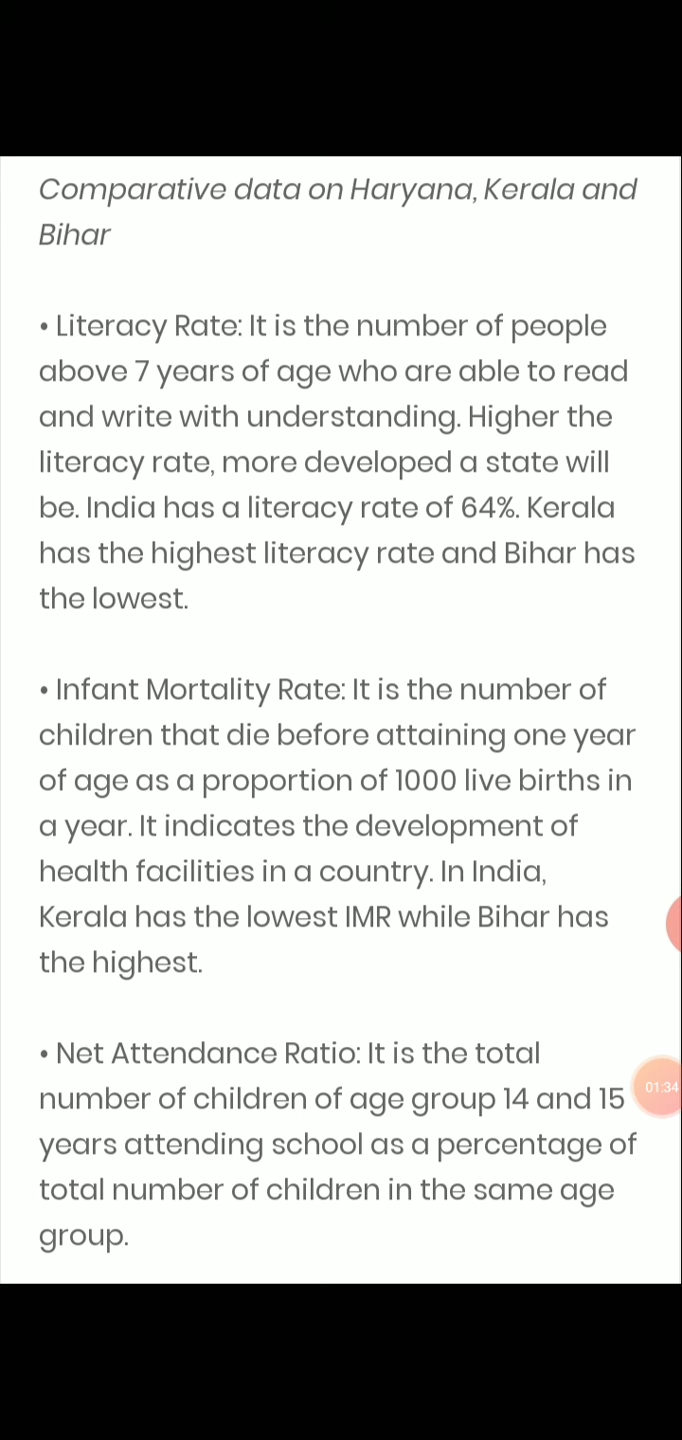 Comparative data on Haryana, Kerala and
Bihar
• Literacy Rate: It is the number of people
above 7 years of age who are able to read
and write with understanding. Higher the
literacy rate, more developed a state will
be. India has a literacy rate of 64%. Kerala
has the highest literacy rate and Bihar has
the lowest.
• Infant Mortality Rate: It is the number of
children that die before attaining one year
of age as a proportion of 1000 live births in
a year. It indicates the development of
health facilities in a country. In India,
Kerala has the lowest IMR while Bihar has
the highest.
• Net Attendance Ratio: It is the total
number of children of age group 14 and 15
01:34
years attending school as a percentage of
total number of children in the same age
group.